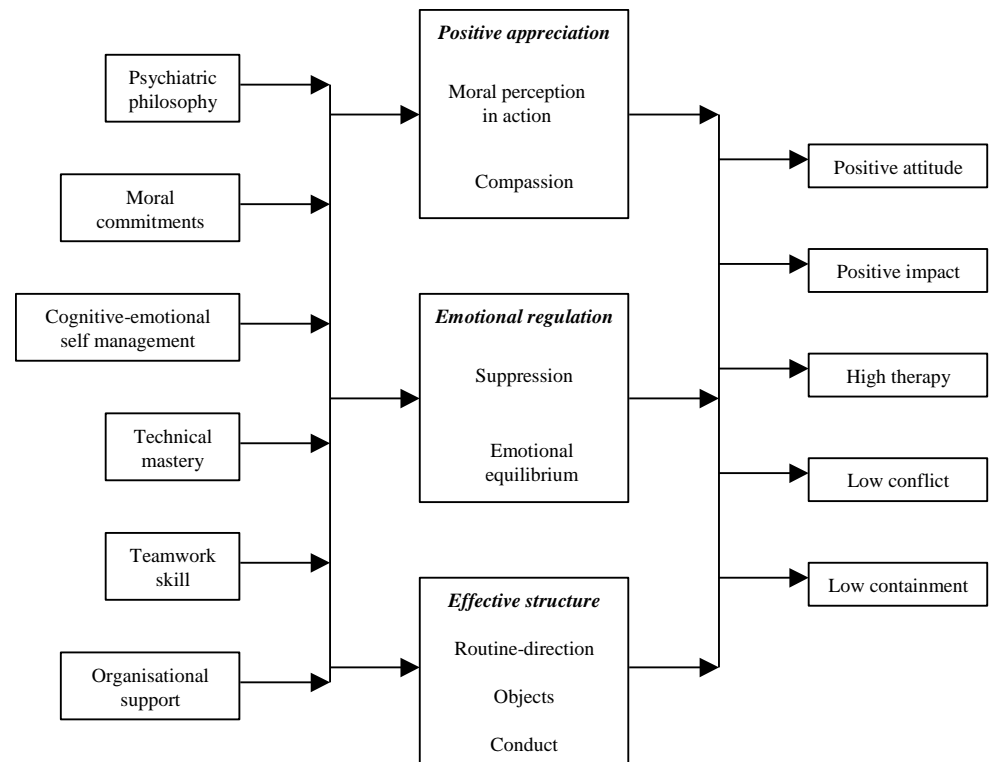 Psychiatric
philosophy
Moral
commitments
Cognitive-emotional
self management
Technical
mastery
Teamwork
skill
Organisational
support
Positive appreciation
Moral perception
in action
Compassion
Emotional regulation
Suppression
Emotional
equilibrium
Effective structure
Routine-direction
Objects
Conduct
Positive attitude
Positive impact
High therapy
Low conflict
Low containment